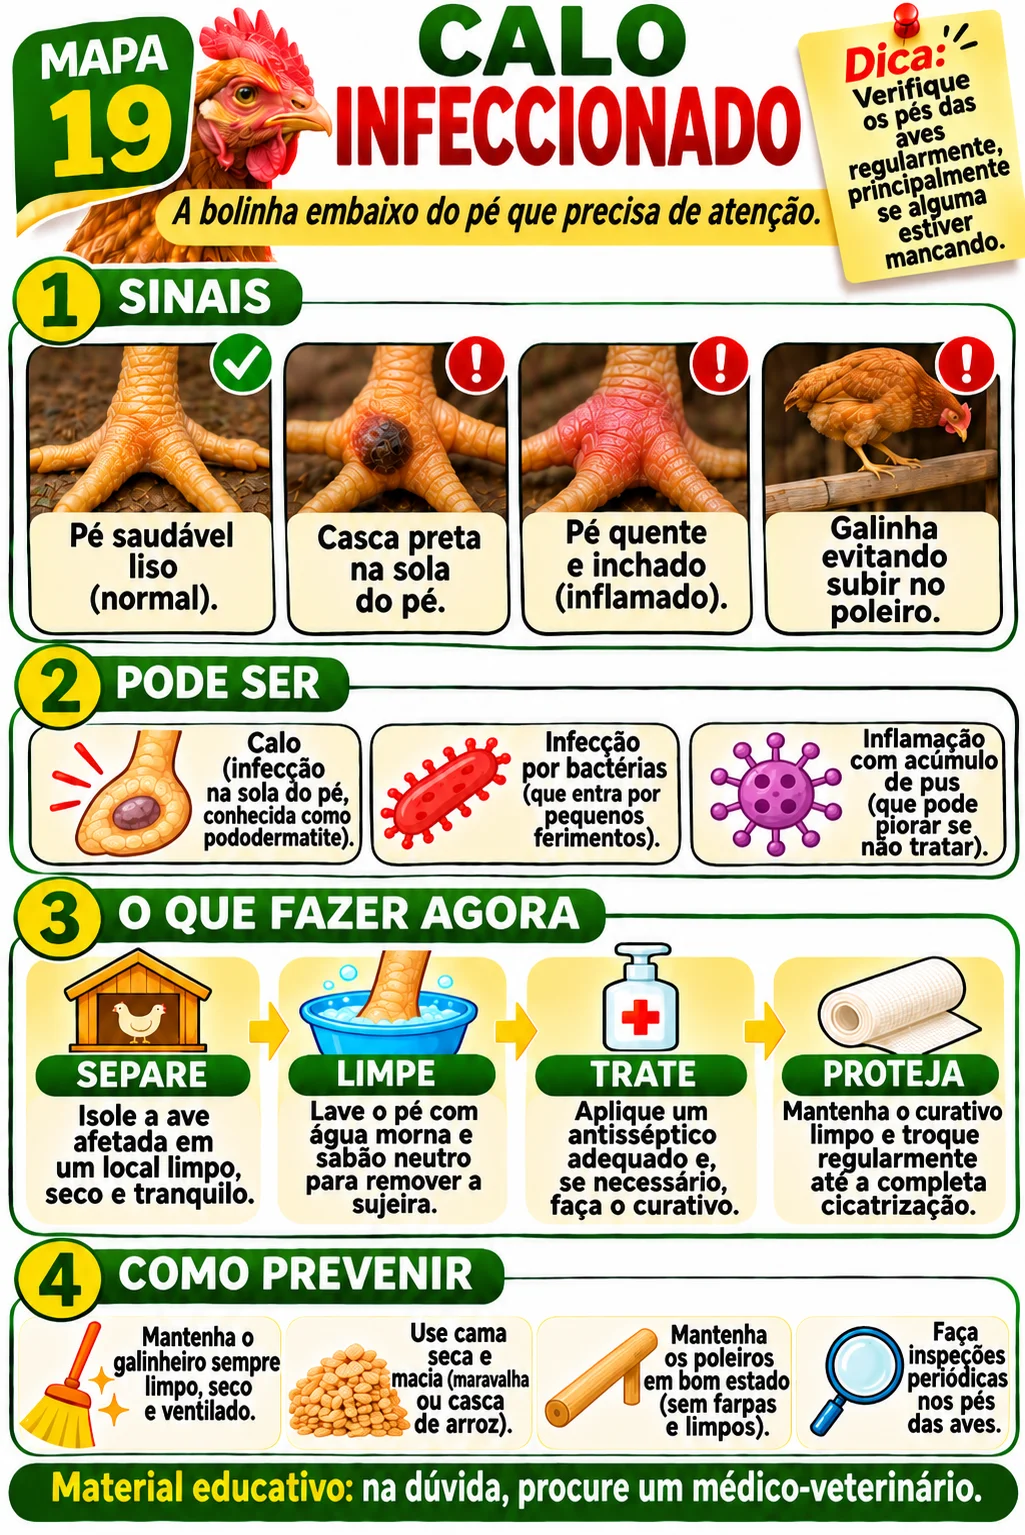 MAPA
19
CALO
INFECCIONADO
A bolinha embaixo do pé que precisa de atenção.
Dica:
Verifique
os pés das
aves
regularmente,
principalmente
se alguma
estiver
mancando.
1 SINAIS
Pé saudável
liso
(normal).
Casca preta
na sola
do pé.
Pé quente
e inchado
(inflamado).
Galinha
evitando
subir no
poleiro.
2 PODE SER
Calo
(infecção
na sola do pé,
conhecida como
pododermatite).
Infecção
por bactérias
(que entra por
pequenos
ferimentos).
Inflamação
com acúmulo
de pus
(que pode
piorar se
não tratar).
3 O QUE FAZER AGORA
SEPARE
Isole a ave
afetada em
um local limpo,
seco e tranquilo.
LIMPE
Lave o pé com
água morna e
sabão neutro
para remover a
sujeira.
TRATE
Aplique um
antisséptico
adequado e,
se necessário,
faça o curativo.
PROTEJA
Mantenha o curativo
limpo e troque
regularmente
até a completa
cicatrização.
4 COMO PREVENIR
Mantenha o
galinheiro sempre
limpo, seco
e ventilado.
Use cama
seca e
macia (maravalha
ou casca
de arroz).
Mantenha
os poleiros
em bom estado
(sem farpas
e limpos).
Faça
inspeções
periódicas
nos pés
das aves.
Material educativo: na dúvida, procure um médico-veterinário.